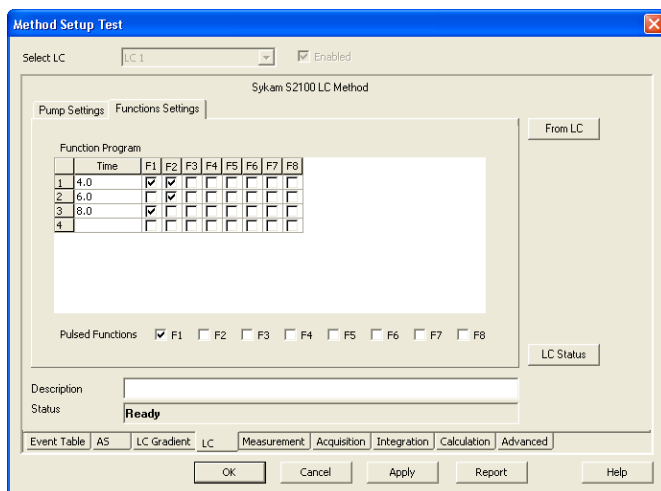 Method Setup Test
Select LC LC 1 Enabled
Sykam S2100 LC Method
Pump Settings Functions Settings
From LC
Function Program
Time F1 F2 F3 F4 F5 F6 F7 F8
1 4.0
2 6.0
3 8.0
4
Pulsed Functions F1 F2 F3 F4 F5 F6 F7 F8
LC Status
Description
Status Ready
Event Table AS LC Gradient LC Measurement Acquisition Integration Calculation Advanced
OK Cancel Apply Report Help